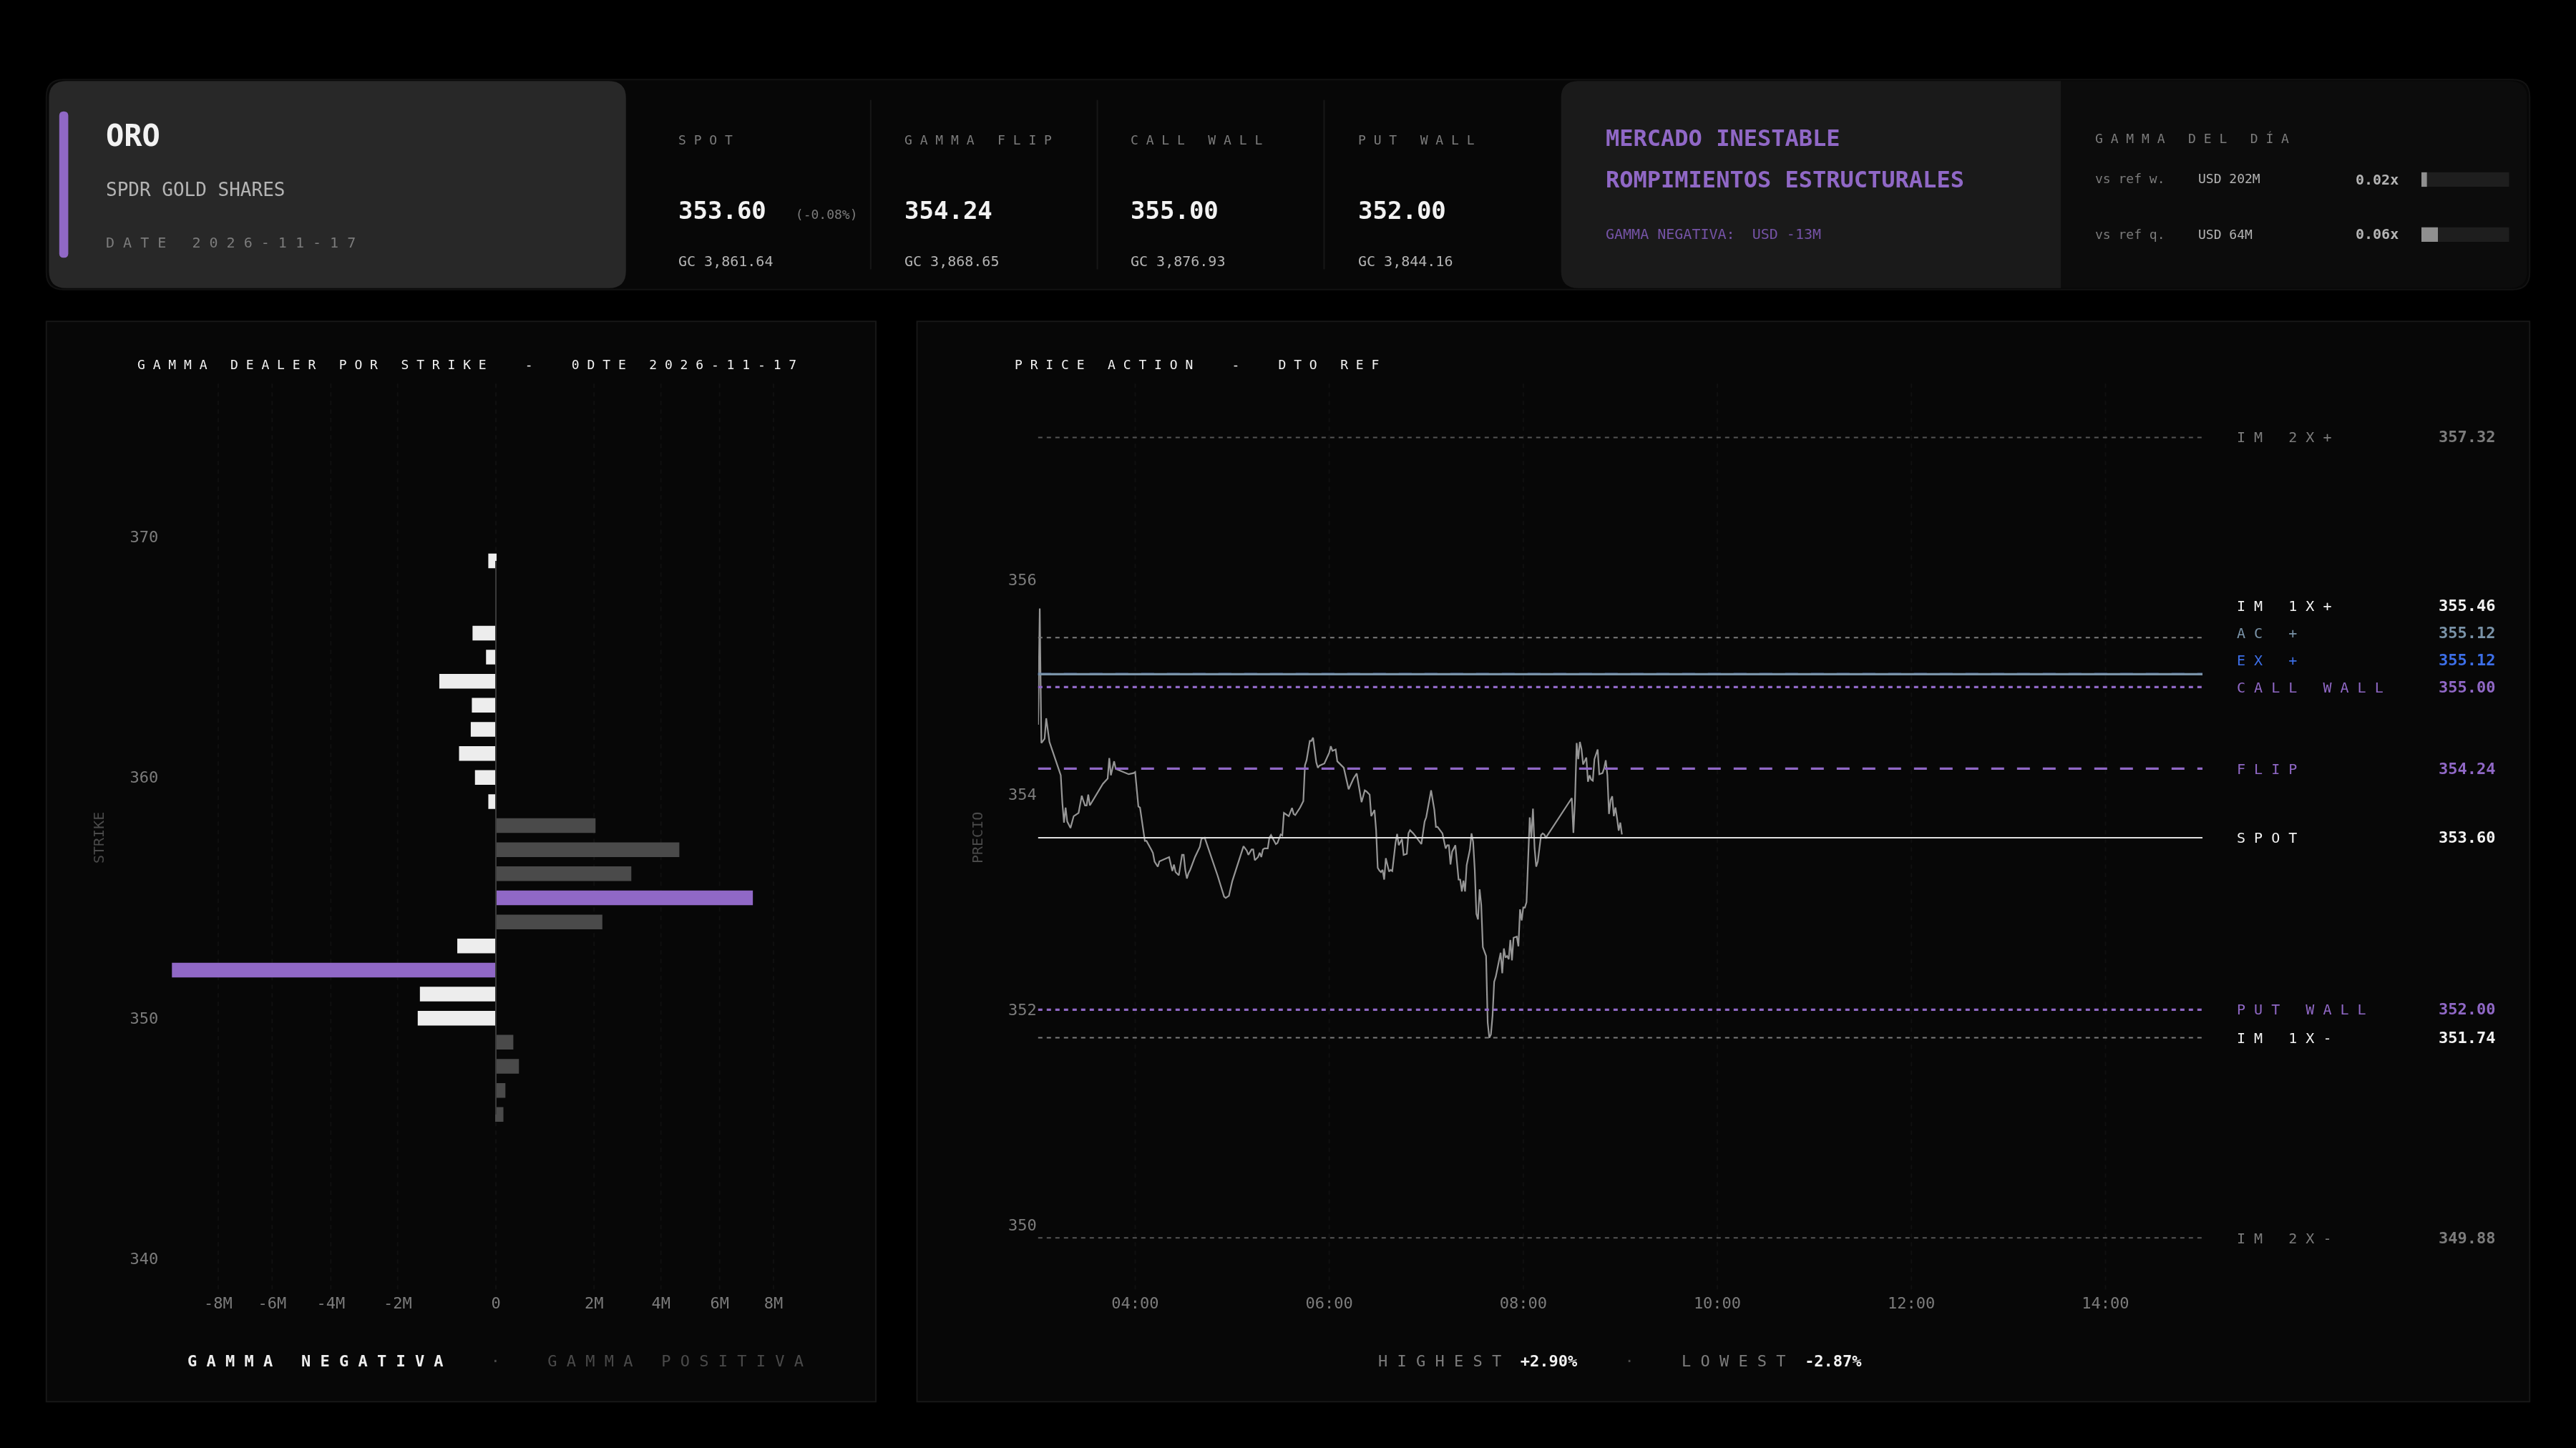 ORO
SPDR GOLD SHARES
DATE 2026-11-17
SPOT
353.60 (-0.08%)
GC 3,861.64
GAMMA FLIP
354.24
GC 3,868.65
CALL WALL
355.00
GC 3,876.93
PUT WALL
352.00
GC 3,844.16
MERCADO INESTABLE
ROMPIMIENTOS ESTRUCTURALES
GAMMA NEGATIVA: USD -13M
GAMMA DEL DÍA
vs ref w. USD 202M 0.02x
vs ref q. USD 64M 0.06x
GAMMA DEALER POR STRIKE - 0DTE 2026-11-17
370
360
350
340
STRIKE
-8M -6M -4M -2M 0 2M 4M 6M 8M
GAMMA NEGATIVA · GAMMA POSITIVA
PRICE ACTION - DTO REF
356
354
352
350
PRECIO
IM 2X+ 357.32
IM 1X+ 355.46
AC + 355.12
EX + 355.12
CALL WALL 355.00
FLIP 354.24
SPOT 353.60
PUT WALL 352.00
IM 1X- 351.74
IM 2X- 349.88
04:00 06:00 08:00 10:00 12:00 14:00
HIGHEST +2.90% · LOWEST -2.87%